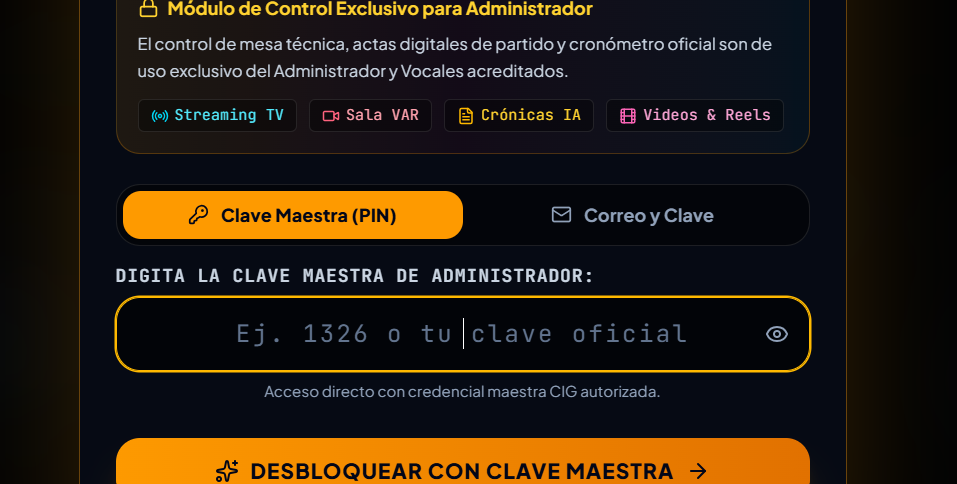 Módulo de Control Exclusivo para Administrador
El control de mesa técnica, actas digitales de partido y cronómetro oficial son de
uso exclusivo del Administrador y Vocales acreditados.
Streaming TV Sala VAR Crónicas IA Videos & Reels
Clave Maestra (PIN) Correo y Clave
DIGITA LA CLAVE MAESTRA DE ADMINISTRADOR:
Ej. 1326 o tu clave oficial
Acceso directo con credencial maestra CIG autorizada.
DESBLOQUEAR CON CLAVE MAESTRA →